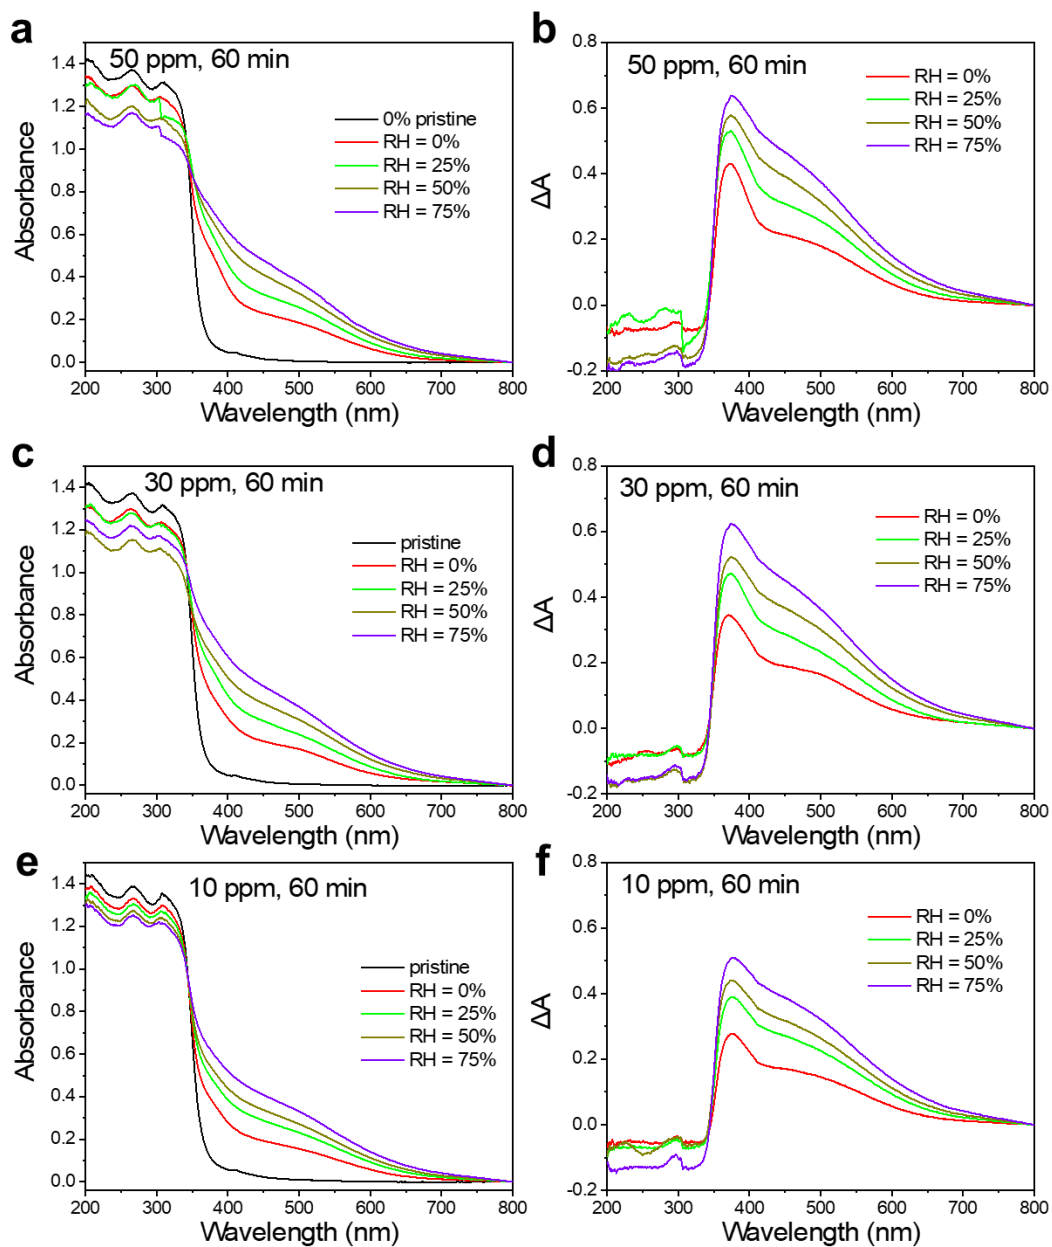 a
50 ppm, 60 min
0% pristine
RH = 0%
RH = 25%
RH = 50%
RH = 75%
Absorbance
1.4
1.2
1.0
0.8
0.6
0.4
0.2
0.0
200 300 400 500 600 700 800
Wavelength (nm)
b
50 ppm, 60 min
RH = 0%
RH = 25%
RH = 50%
RH = 75%
ΔA
0.8
0.6
0.4
0.2
0.0
-0.2
200 300 400 500 600 700 800
Wavelength (nm)
c
30 ppm, 60 min
pristine
RH = 0%
RH = 25%
RH = 50%
RH = 75%
Absorbance
1.4
1.2
1.0
0.8
0.6
0.4
0.2
0.0
200 300 400 500 600 700 800
Wavelength (nm)
d
30 ppm, 60 min
RH = 0%
RH = 25%
RH = 50%
RH = 75%
ΔA
0.8
0.6
0.4
0.2
0.0
-0.2
200 300 400 500 600 700 800
Wavelength (nm)
e
10 ppm, 60 min
pristine
RH = 0%
RH = 25%
RH = 50%
RH = 75%
Absorbance
1.4
1.2
1.0
0.8
0.6
0.4
0.2
0.0
200 300 400 500 600 700 800
Wavelength (nm)
f
10 ppm, 60 min
RH = 0%
RH = 25%
RH = 50%
RH = 75%
ΔA
0.8
0.6
0.4
0.2
0.0
-0.2
200 300 400 500 600 700 800
Wavelength (nm)